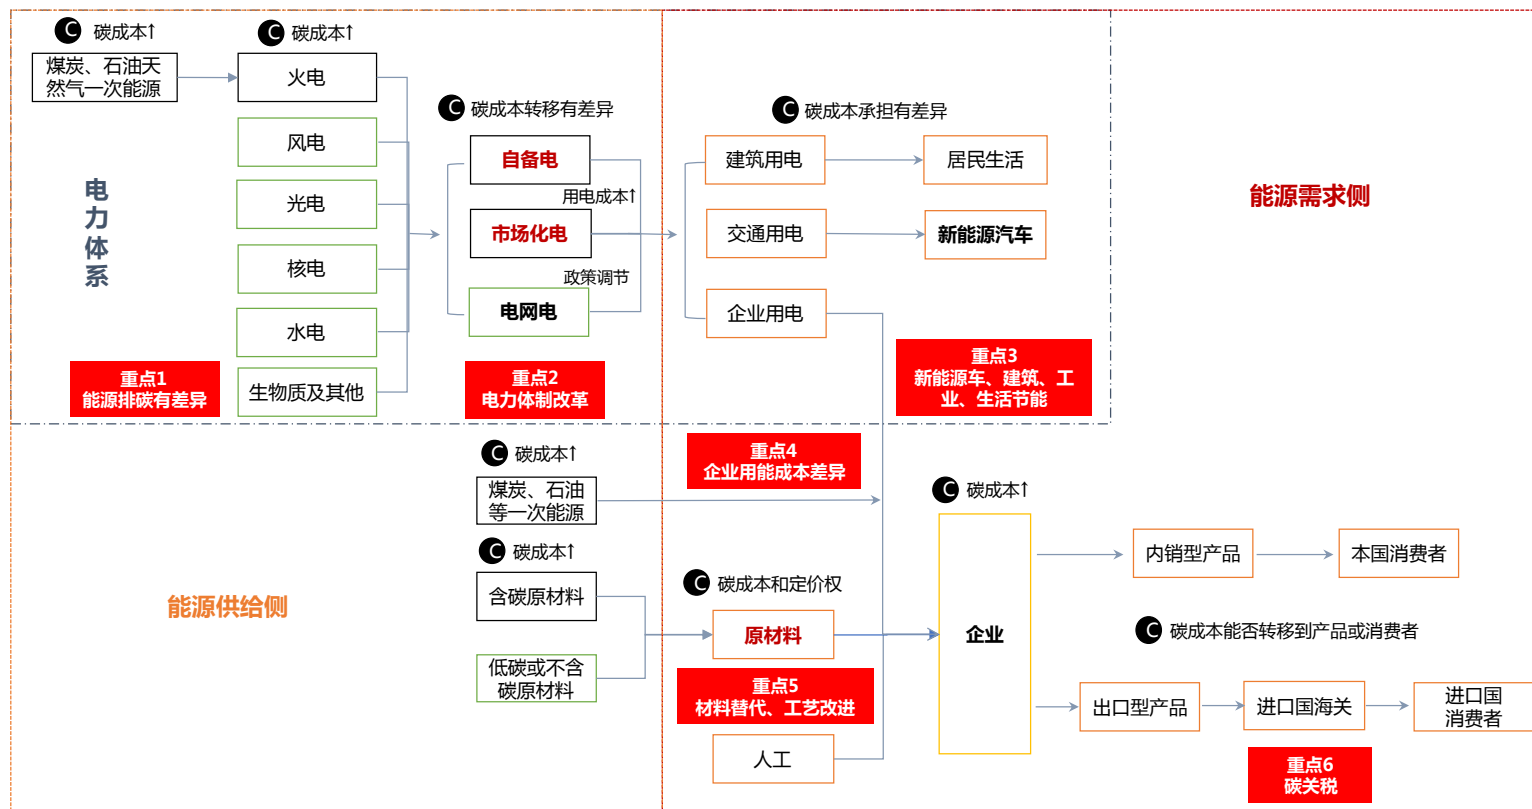 C 碳成本↑
煤炭、石油天
然气一次能源
C 碳成本↑
火电
风电
光电
核电
水电
生物质及其他
电
力
体
系
重点1
能源排碳有差异
C 碳成本转移有差异
自备电
用电成本↑
市场化电
政策调节
电网电
重点2
电力体制改革
C 碳成本承担有差异
建筑用电
居民生活
交通用电
新能源汽车
企业用电
重点3
新能源车、建筑、工
业、生活节能
能源需求侧
C 碳成本↑
煤炭、石油
等一次能源
重点4
企业用能成本差异
C 碳成本↑
含碳原材料
低碳或不含
碳原材料
能源供给侧
C 碳成本和定价权
原材料
重点5
材料替代、工艺改进
人工
C 碳成本↑
企业
内销型产品
本国消费者
C 碳成本能否转移到产品或消费者
出口型产品
进口国海关
进口国
消费者
重点6
碳关税